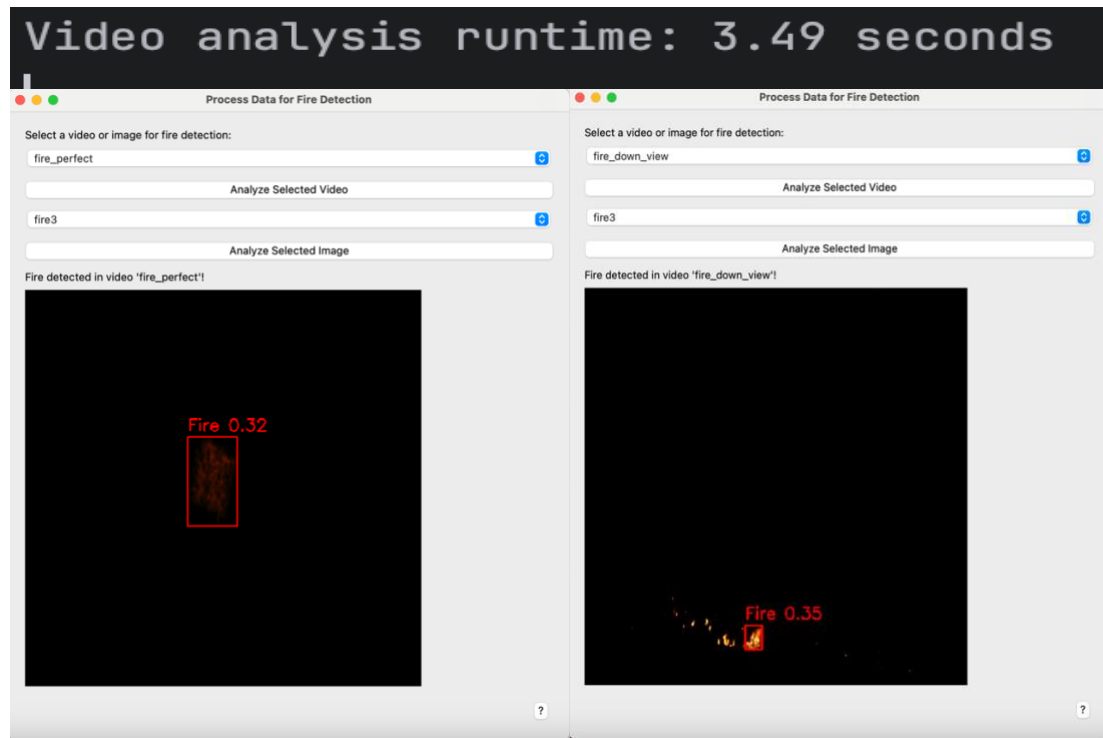 Video analysis runtime: 3.49 seconds
Process Data for Fire Detection
Select a video or image for fire detection:
fire_perfect
Analyze Selected Video
fire3
Analyze Selected Image
Fire detected in video 'fire_perfect'!
Fire 0.32
?
Process Data for Fire Detection
Select a video or image for fire detection:
fire_down_view
Analyze Selected Video
fire3
Analyze Selected Image
Fire detected in video 'fire_down_view'!
Fire 0.35
?